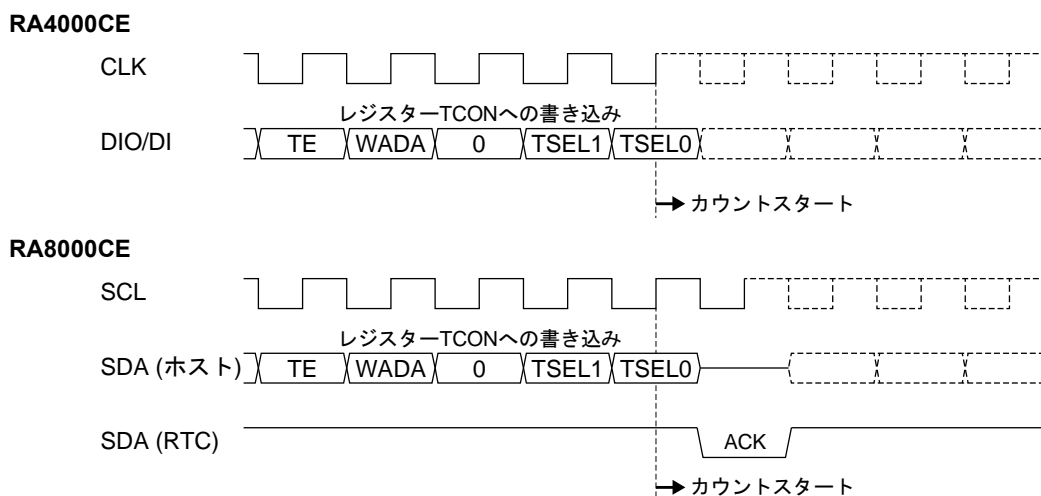 RA4000CE
CLK
レジスターTCONへの書き込み
DIO/DI TE WADA 0 TSEL1 TSEL0
カウントスタート
RA8000CE
SCL
レジスターTCONへの書き込み
SDA (ホスト) TE WADA 0 TSEL1 TSEL0
SDA (RTC) ACK
カウントスタート